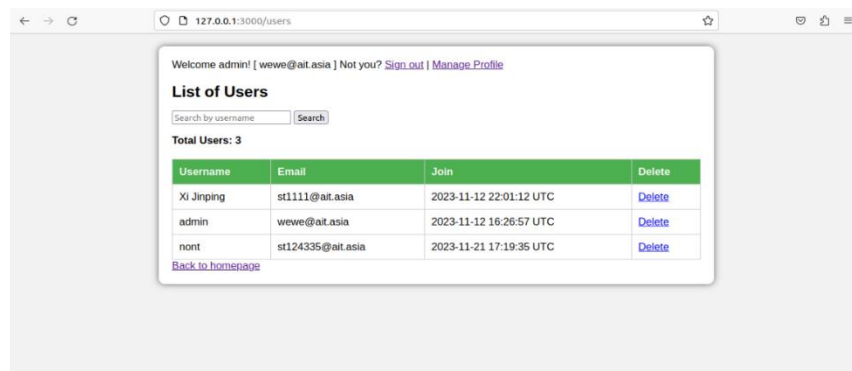 127.0.0.1:3000/users
Welcome admin! [ wewe@ait.asia ] Not you? Sign out | Manage Profile
List of Users
Search by username Search
Total Users: 3
Username Email Join Delete
Xi Jinping st1111@ait.asia 2023-11-12 22:01:12 UTC Delete
admin wewe@ait.asia 2023-11-12 16:26:57 UTC Delete
nont st124335@ait.asia 2023-11-21 17:19:35 UTC Delete
Back to homepage